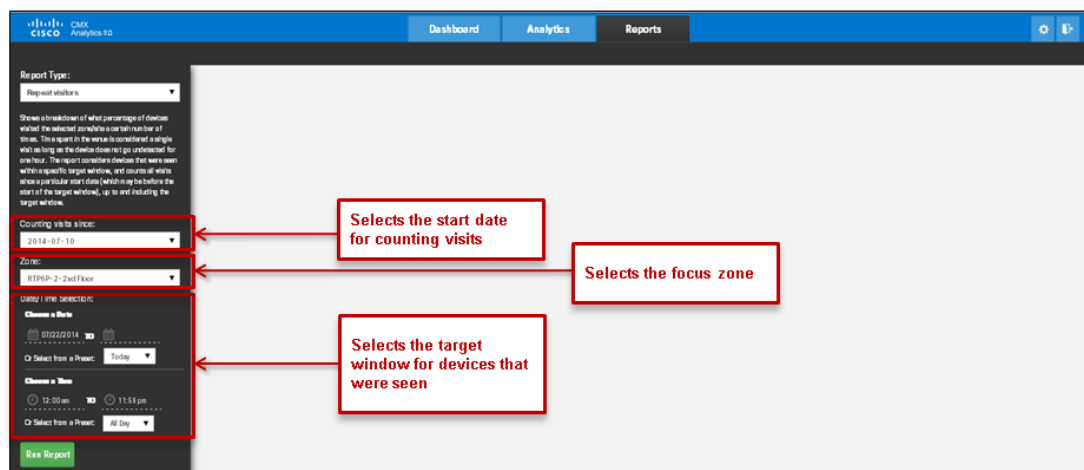 CISCO
CMX
Analytics 8.0
Dashboard
Analytics
Reports
Report Type:
Repeat visitors
Shows a breakdown of what percentage of devices
visited the selected zone/site a certain number of
times. Time spent in the venue is considered a single
visit as long as the device does not go undetected for
one hour. The report considers devices that were seen
within a specific target window, and counts all visits
since a particular start date (which may be before the
start of the target window), up to and including the
target window.
Counting visits since:
2014-07-10
Selects the start date
for counting visits
Zone:
RTP6P-2-2nd Floor
Selects the focus zone
Date/Time Selection:
Choose a Date
07/22/2014 TO
Or Select from a Preset: Today
Selects the target
window for devices that
were seen
Choose a Time
12:00 am TO 11:59 pm
Or Select from a Preset: All Day
Run Report